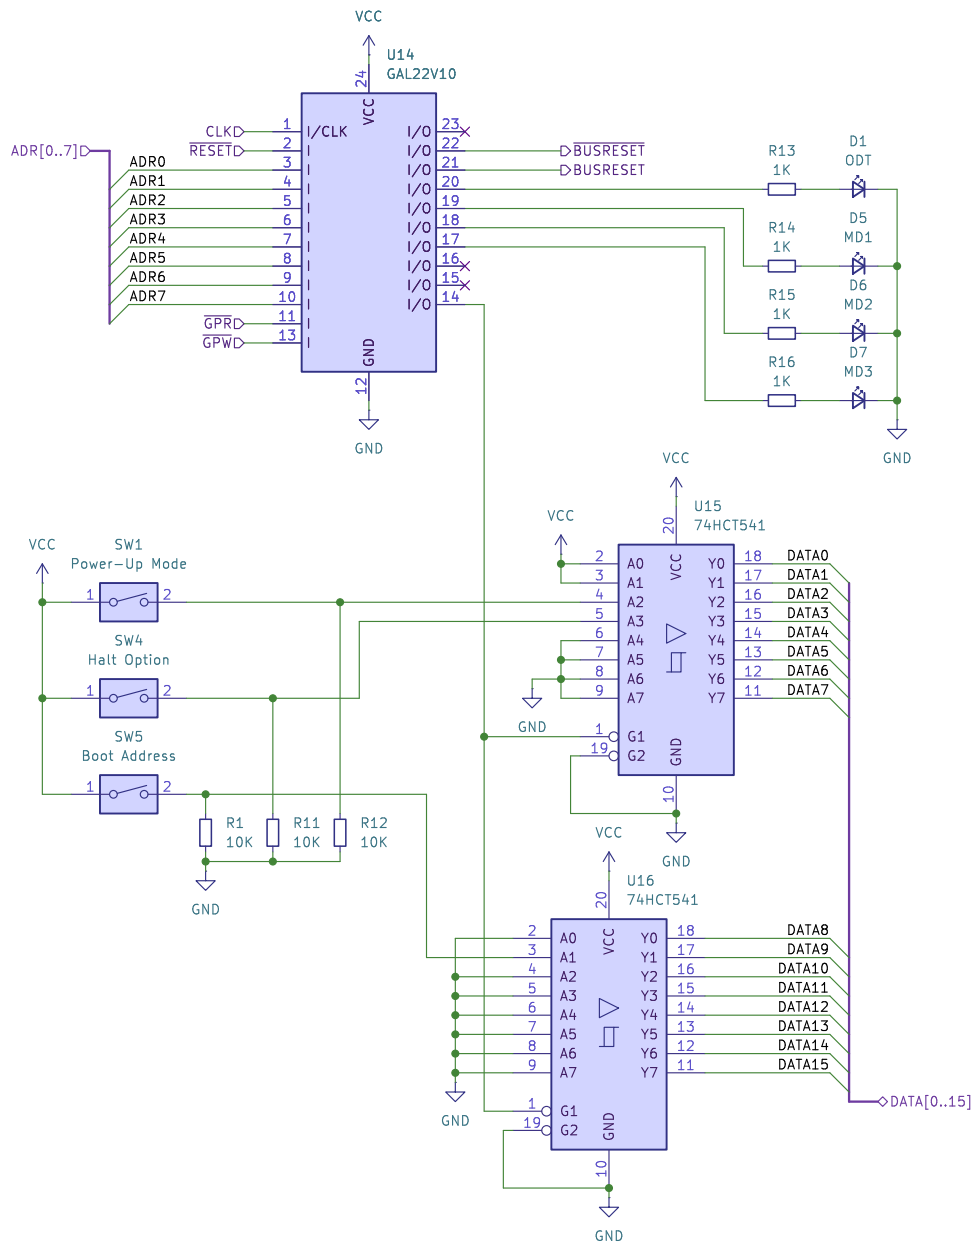 VCC
U14
GAL22V10
24
VCC
CLK 1 I/CLK I/O 23
RESET 2 I I/O 22 BUSRESET
ADR[0..7]
ADR0 3 I I/O 21 BUSRESET
ADR1 4 I I/O 20
ADR2 5 I I/O 19
ADR3 6 I I/O 18
ADR4 7 I I/O 17
ADR5 8 I I/O 16
ADR6 9 I I/O 15
ADR7 10 I I/O 14
GPR 11 I
GPW 13 I
GND
12
GND
R13
1K
D1
ODT
R14
1K
D5
MD1
R15
1K
D6
MD2
R16
1K
D7
MD3
GND
VCC
U15
74HCT541
20
VCC
VCC
2 A0 Y0 18 DATA0
3 A1 Y1 17 DATA1
4 A2 Y2 16 DATA2
5 A3 Y3 15 DATA3
6 A4 Y4 14 DATA4
7 A5 Y5 13 DATA5
8 A6 Y6 12 DATA6
9 A7 Y7 11 DATA7
GND
1 G1
19 G2
GND
10
GND
VCC
SW1
Power-Up Mode
1 2
SW4
Halt Option
1 2
SW5
Boot Address
1 2
R1
10K
R11
10K
R12
10K
GND
VCC
U16
74HCT541
20
VCC
2 A0 Y0 18 DATA8
3 A1 Y1 17 DATA9
4 A2 Y2 16 DATA10
5 A3 Y3 15 DATA11
6 A4 Y4 14 DATA12
7 A5 Y5 13 DATA13
8 A6 Y6 12 DATA14
9 A7 Y7 11 DATA15
GND
1 G1
19 G2
GND
10
GND
DATA[0..15]